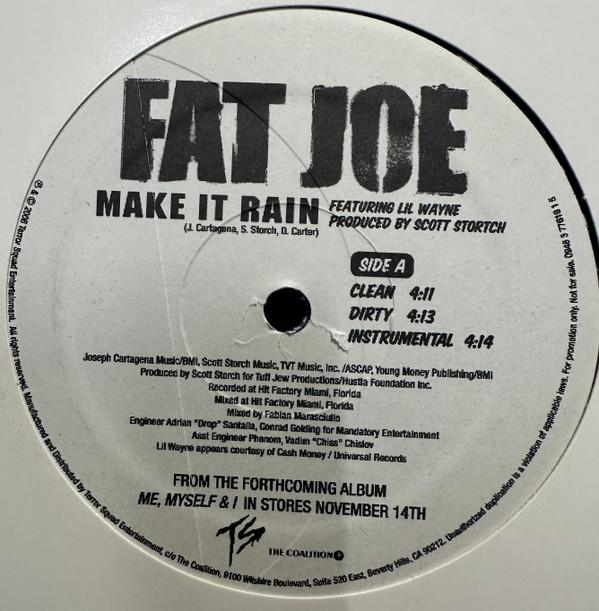 FAT JOE
MAKE IT RAIN
FEATURING LIL WAYNE
PRODUCED BY SCOTT STORTCH
(J. Cartagena, S. Storch, D. Carter)
SIDE A
CLEAN 4:11
DIRTY 4:13
INSTRUMENTAL 4:14
Joseph Cartagena Music/BMI, Scott Storch Music, TVT Music, Inc. /ASCAP, Young Money Publishing/BMI
Produced by Scott Storch for Tuff Jew Productions/Hustla Foundation Inc.
Recorded at Hit Factory Miami, Florida
Mixed at Hit Factory Miami, Florida
Mixed by Fabian Marasciullo
Engineer Adrian "Drop" Santalla, Conrad Golding for Mandatory Entertainment
Asst Engineer Phenom, Vadim "Chiss" Chislov
Lil Wayne appears courtesy of Cash Money / Universal Records
FROM THE FORTHCOMING ALBUM
ME, MYSELF & I IN STORES NOVEMBER 14TH
TS
THE COALITION
℗ & © 2006 Terror Squad Entertainment. All rights reserved. Manufactured and Distributed by Terror Squad Entertainment, c/o The Coalition, 9100 Wilshire Boulevard, Suite 520 East, Beverly Hills, CA 90212. Unauthorized duplication is a violation of applicable laws. For promotion only. Not for sale. 0946 3 77619 1 5